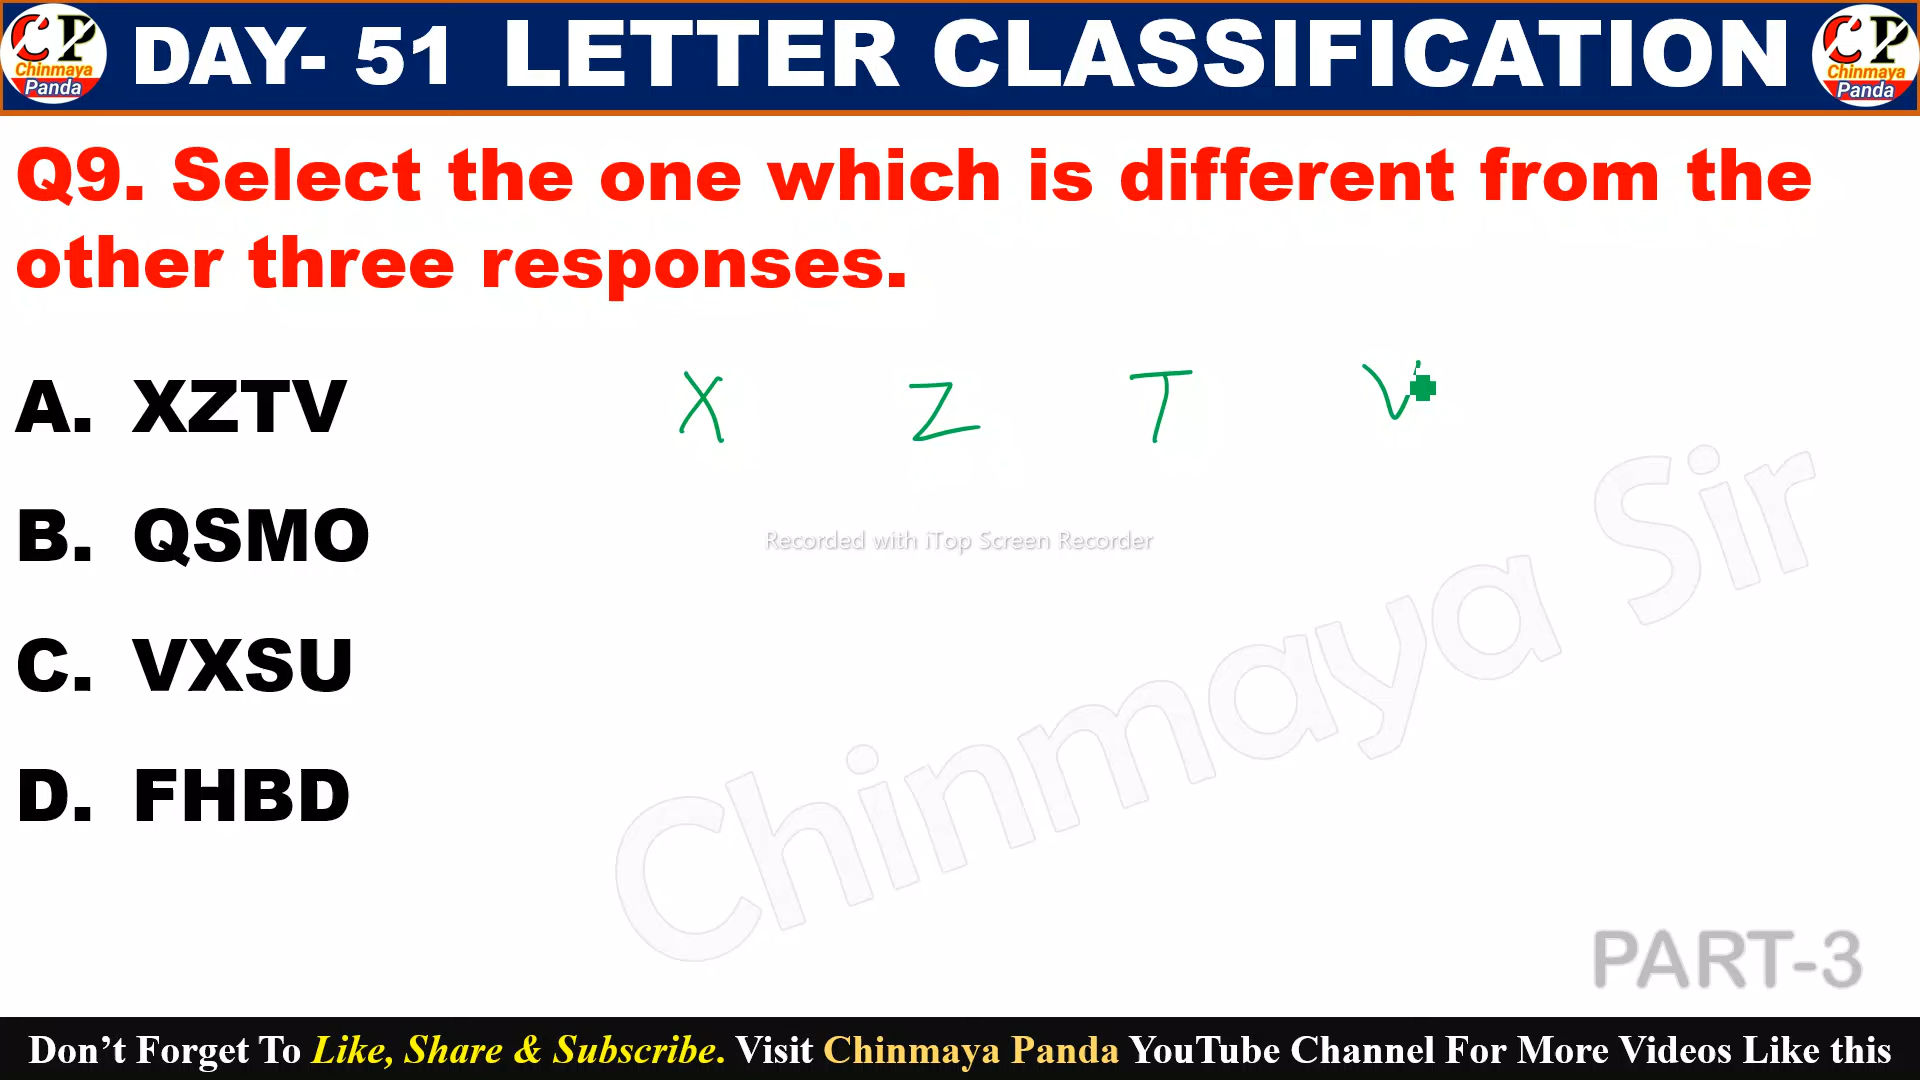 CP Chinmaya Panda DAY- 51 LETTER CLASSIFICATION CP Chinmaya Panda
Q9. Select the one which is different from the
other three responses.
A. XZTV X Z T V
B. QSMO
Recorded with iTop Screen Recorder
C. VXSU
D. FHBD
Chinmaya Sir
PART-3
Don’t Forget To Like, Share & Subscribe. Visit Chinmaya Panda YouTube Channel For More Videos Like this